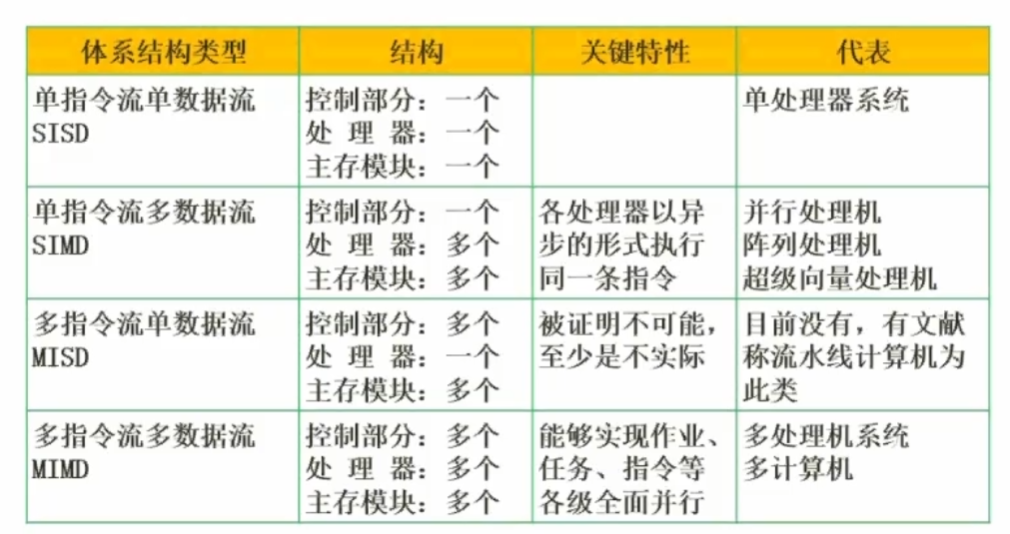 体系结构类型 结构 关键特性 代表
单指令流单数据流
SISD
控制部分：一个
处 理 器：一个
主存模块：一个
单处理器系统
单指令流多数据流
SIMD
控制部分：一个
处 理 器：多个
主存模块：多个
各处理器以异
步的形式执行
同一条指令
并行处理机
阵列处理机
超级向量处理机
多指令流单数据流
MISD
控制部分：多个
处 理 器：一个
主存模块：多个
被证明不可能，
至少是不实际
目前没有，有文献
称流水线计算机为
此类
多指令流多数据流
MIMD
控制部分：多个
处 理 器：多个
主存模块：多个
能够实现作业、
任务、指令等
各级全面并行
多处理机系统
多计算机